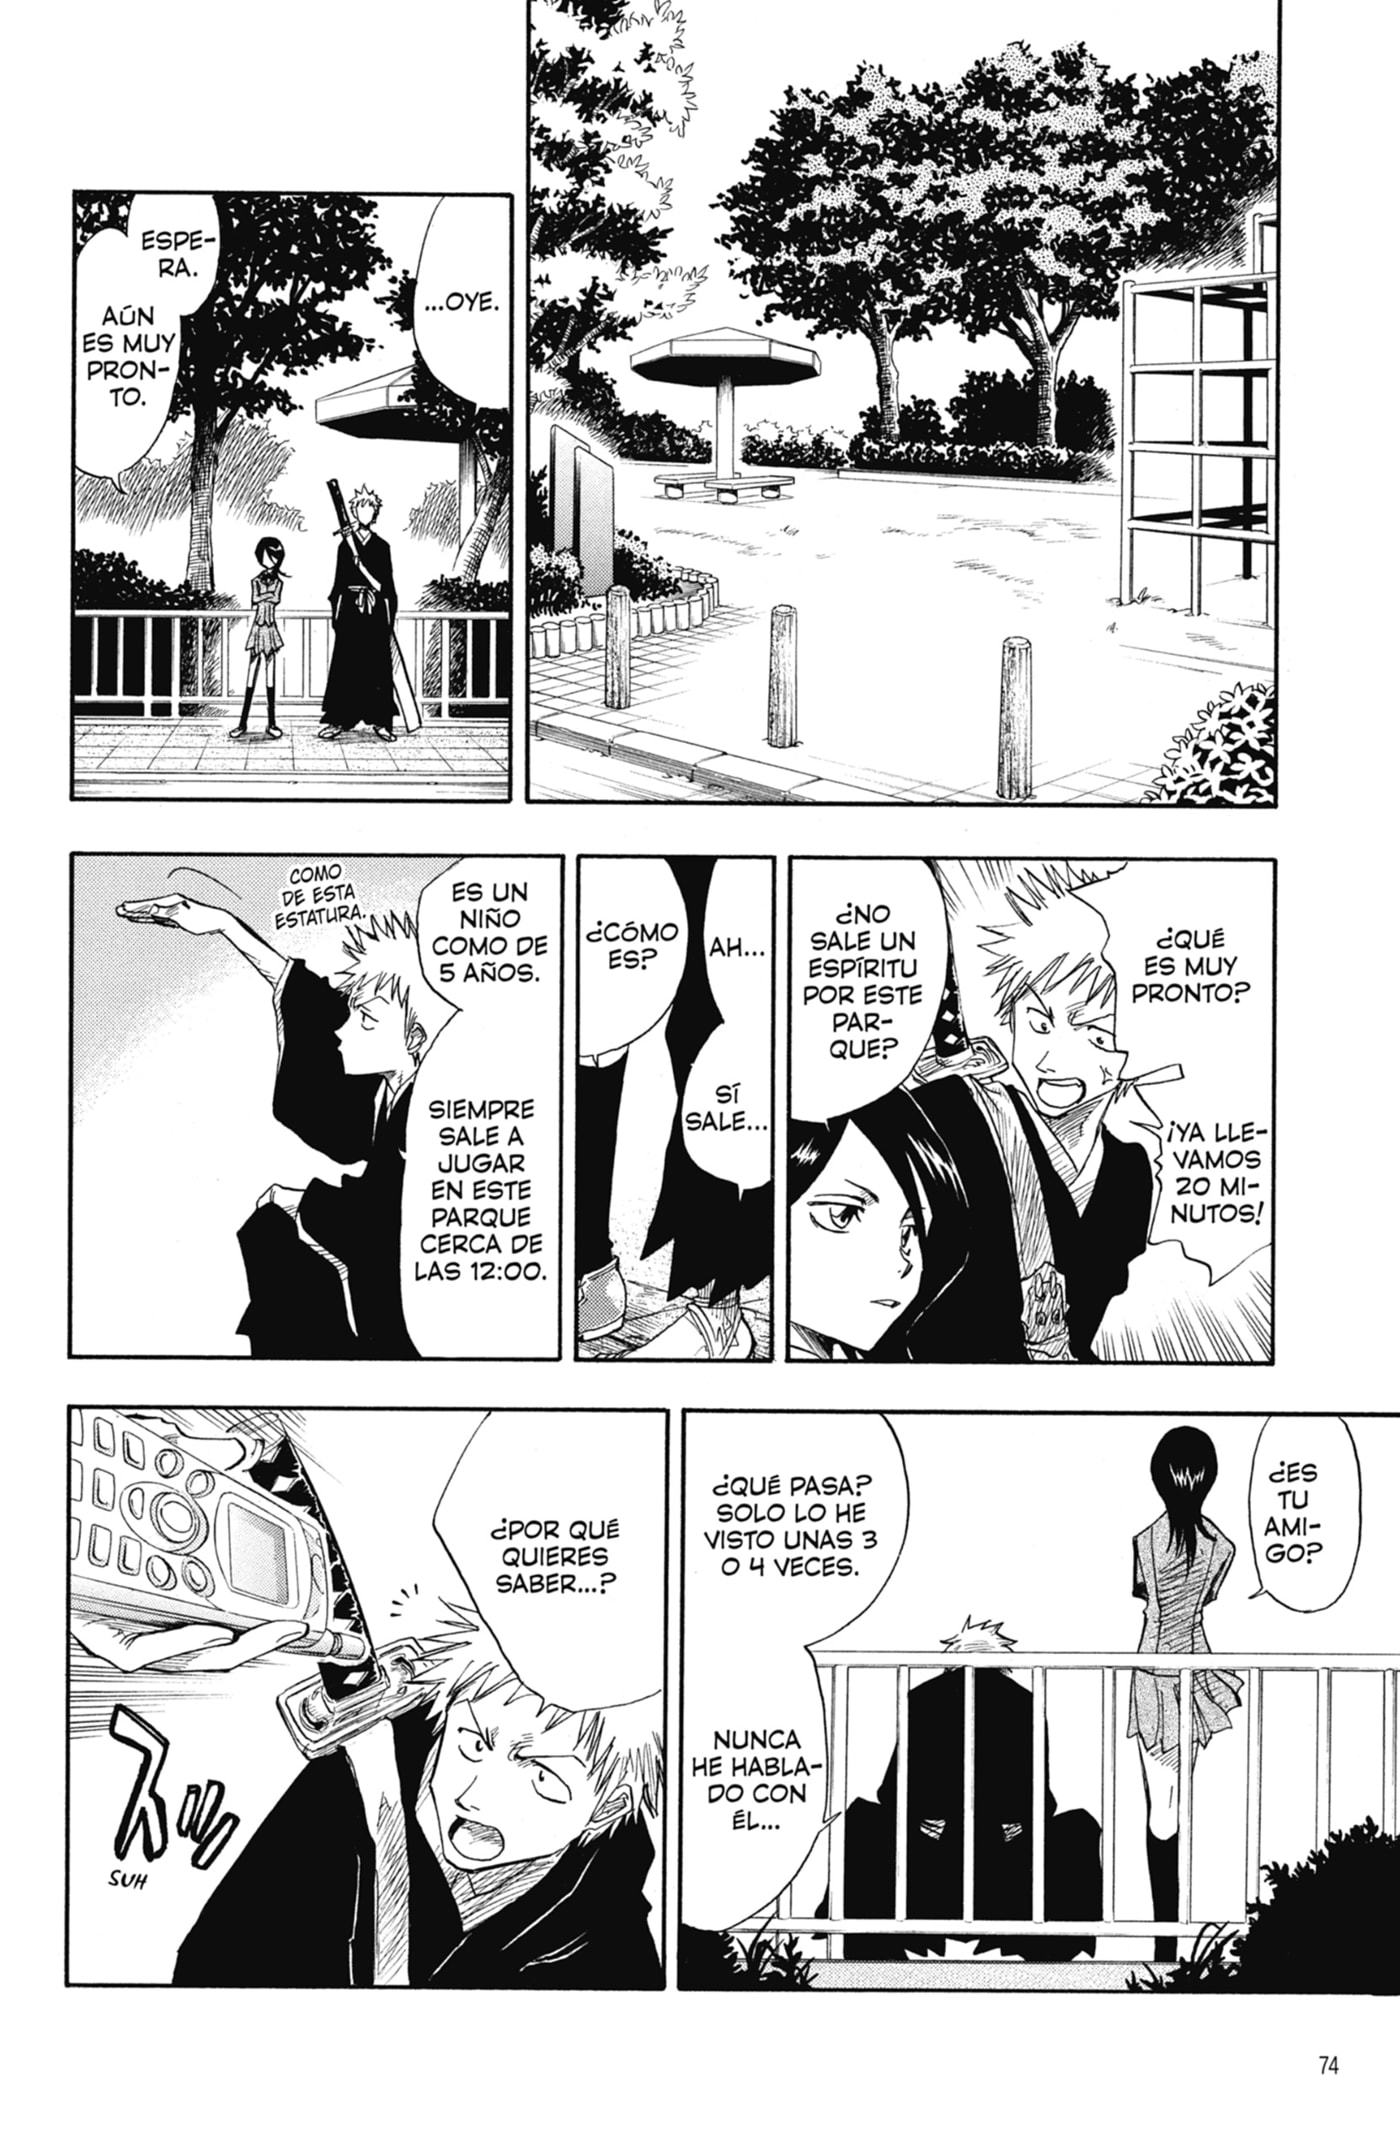 ...OYE.
ESPE-
RA.
AÚN
ES MUY
PRON-
TO.
¿QUÉ
ES MUY
PRONTO?
¡YA LLE-
VAMOS
20 MI-
NUTOS!
¿NO
SALE UN
ESPÍRITU
POR ESTE
PAR-
QUE?
AH...
SÍ
SALE...
¿CÓMO
ES?
ES UN
NIÑO
COMO DE
5 AÑOS.
COMO
DE ESTA
ESTATURA.
SIEMPRE
SALE A
JUGAR
EN ESTE
PARQUE
CERCA DE
LAS 12:00.
¿ES
TU
AMI-
GO?
¿QUÉ PASA?
SOLO LO HE
VISTO UNAS 3
O 4 VECES.
NUNCA
HE HABLA-
DO CON
ÉL...
¿POR QUÉ
QUIERES
SABER...?
スッ
SUH
74